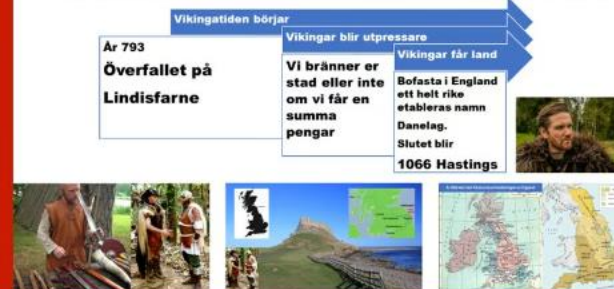 Vikingatiden börjar
År 793
Överfallet på
Lindisfarne
Vikingar blir utpressare
Vi bränner er
stad eller inte
om vi får en
summa
pengar
Vikingar får land
Bofasta i England
ett helt rike
etableras namn
Danelag.
Slutet blir
1066 Hastings